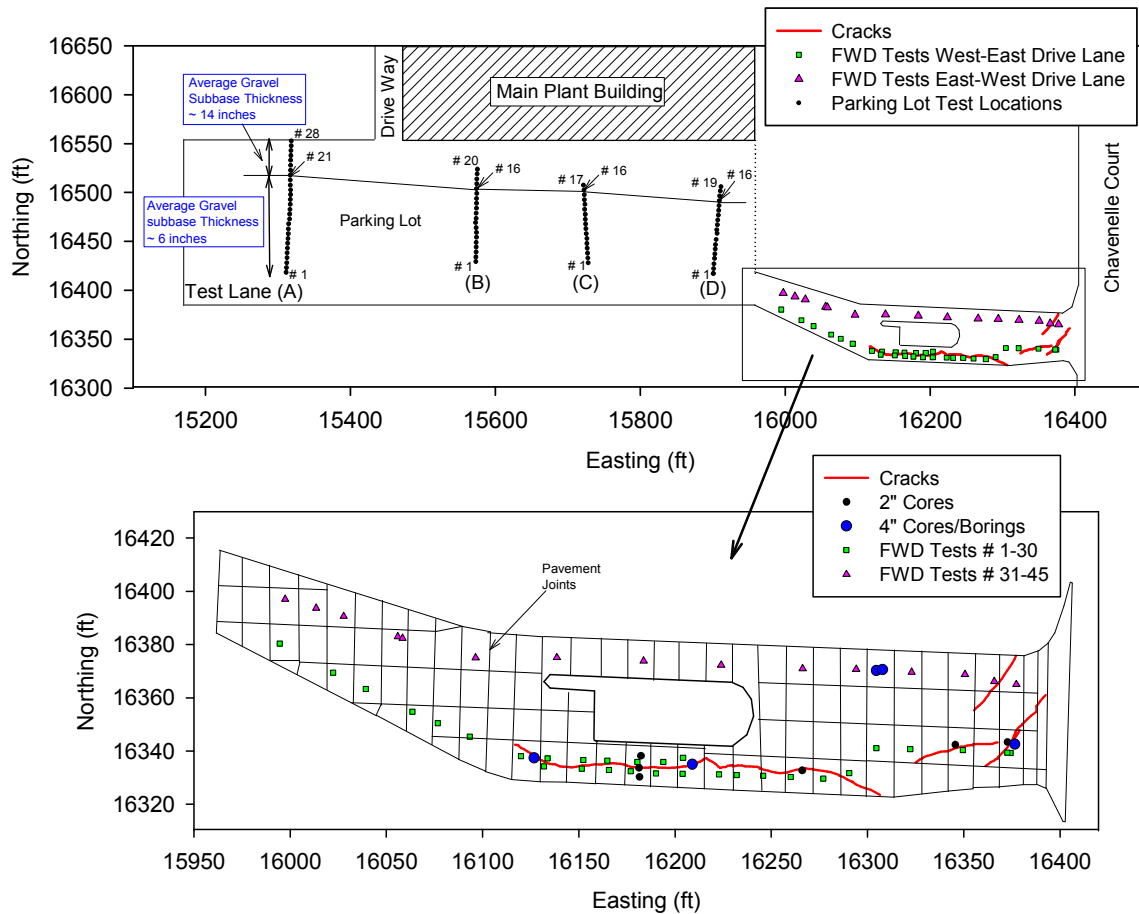 16650
16600
16550
16500
16450
16400
16350
16300
Northing (ft)
15200
15400
15600
15800
16000
16200
16400
Easting (ft)
Average Gravel
Subbase Thickness
~ 14 inches
Average Gravel
subbase Thickness
~ 6 inches
Drive Way
Main Plant Building
Cracks
FWD Tests West-East Drive Lane
FWD Tests East-West Drive Lane
Parking Lot Test Locations
Chavenelle Court
# 28
# 21
# 20
# 16
# 17
# 16
# 19
# 16
Parking Lot
# 1
# 1
# 1
# 1
Test Lane (A)
(B)
(C)
(D)
Cracks
2" Cores
4" Cores/Borings
FWD Tests # 1-30
FWD Tests # 31-45
Pavement
Joints
16420
16400
16380
16360
16340
16320
Northing (ft)
15950
16000
16050
16100
16150
16200
16250
16300
16350
16400
Easting (ft)